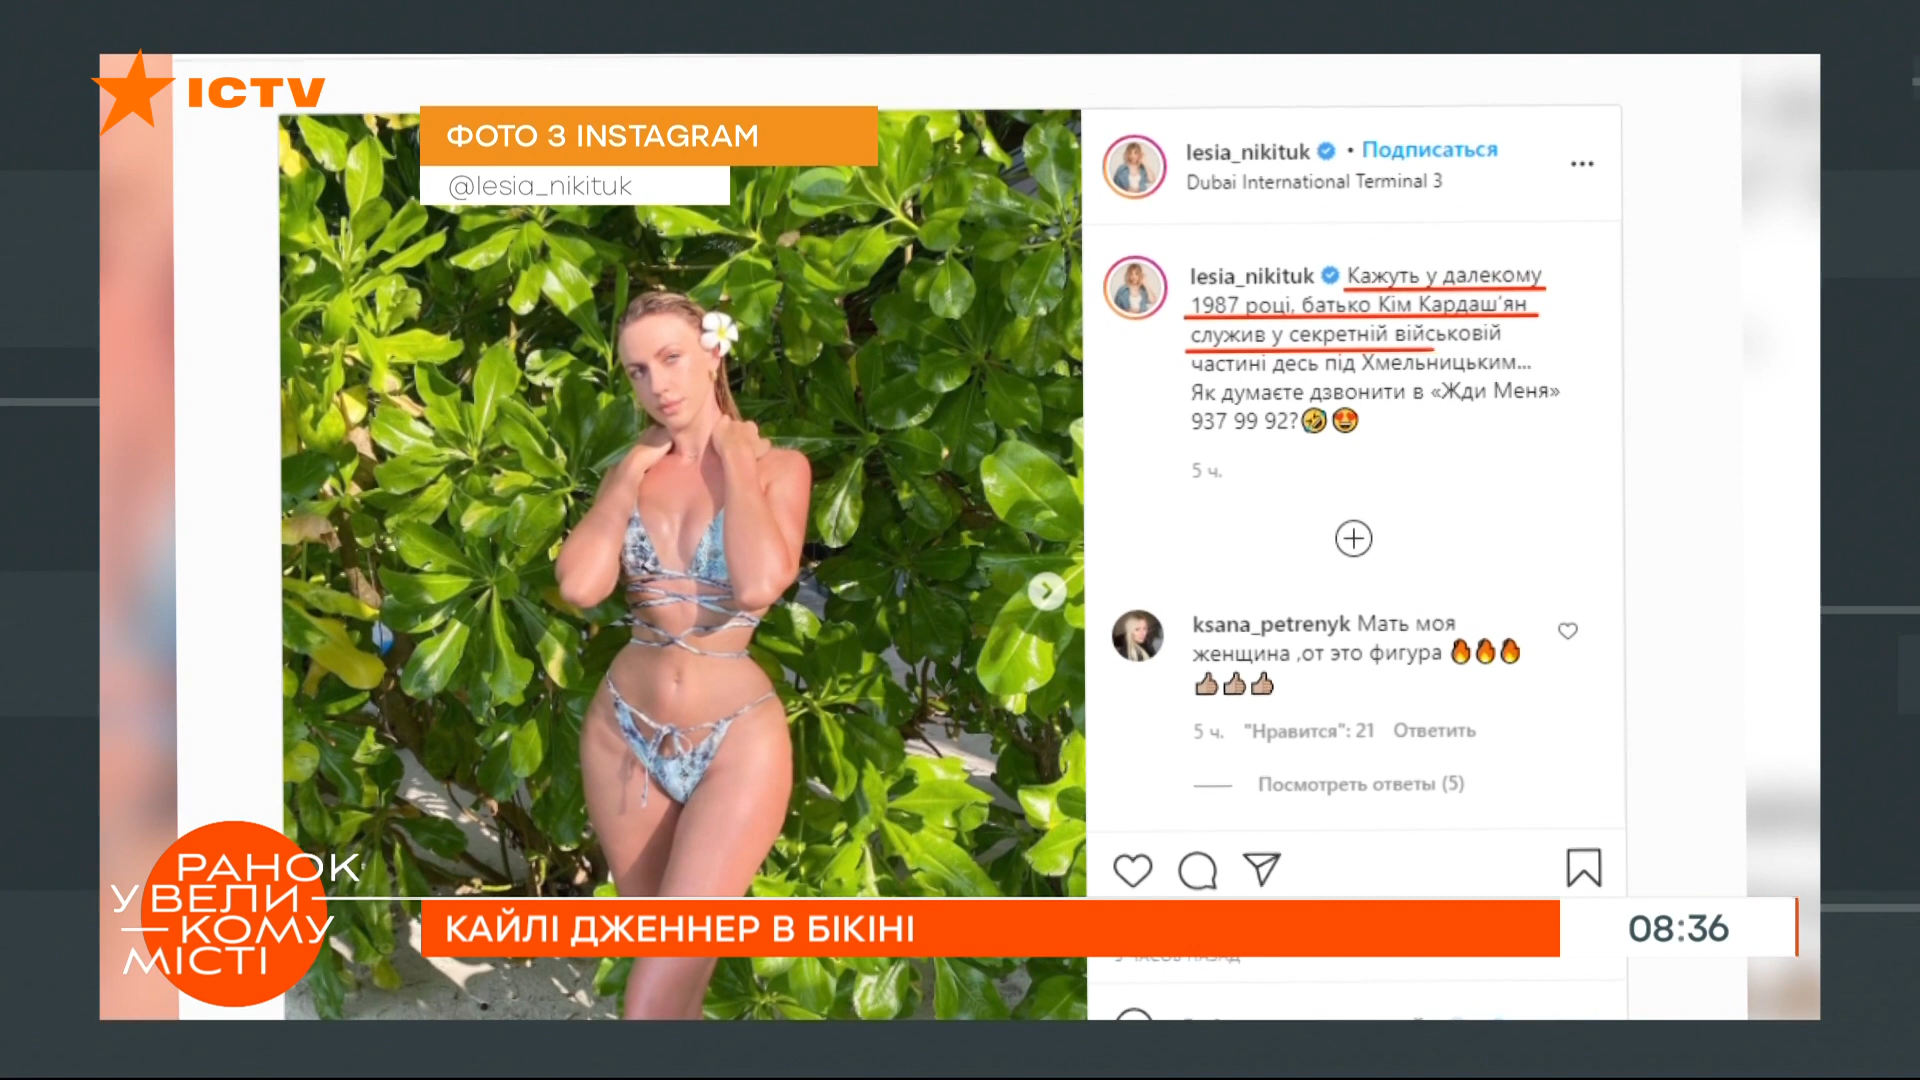 ICTV
ФОТО З INSTAGRAM
@lesia_nikituk
lesia_nikituk • Подписаться
Dubai International Terminal 3
lesia_nikituk Кажуть у далекому
1987 році, батько Кім Кардаш'ян
служив у секретній військовій
частині десь під Хмельницьким...
Як думаєте дзвонити в «Жди Меня»
937 99 92?🤣😍
5 ч.
ksana_petrenyk Мать моя
женщина ,от это фигура 🔥🔥🔥
👍🏼👍🏼👍🏼
5 ч. "Нравится": 21 Ответить
Посмотреть ответы (5)
РАНОК
У ВЕЛИ
КОМУ
МІСТІ
КАЙЛІ ДЖЕННЕР В БІКІНІ
08:36